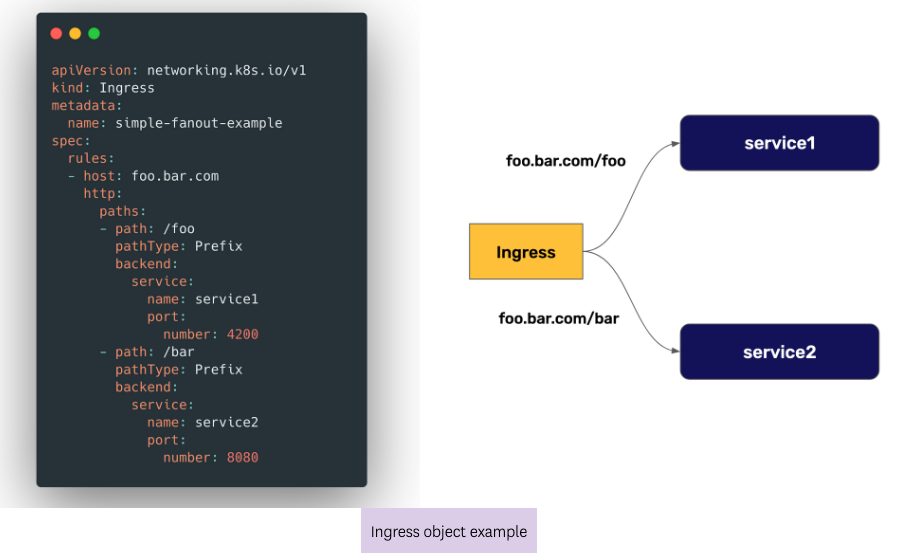 apiVersion: networking.k8s.io/v1
kind: Ingress
metadata:
  name: simple-fanout-example
spec:
  rules:
  - host: foo.bar.com
    http:
      paths:
      - path: /foo
        pathType: Prefix
        backend:
          service:
            name: service1
            port:
              number: 4200
      - path: /bar
        pathType: Prefix
        backend:
          service:
            name: service2
            port:
              number: 8080
foo.bar.com/foo
service1
Ingress
foo.bar.com/bar
service2
Ingress object example